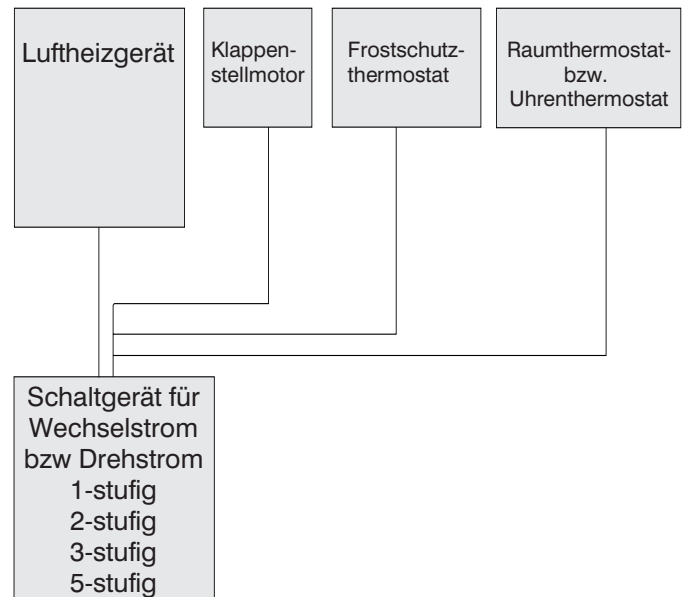 Luftheizgerät
Klappen-
stellmotor
Frostschutz-
thermostat
Raumthermostat-
bzw.
Uhrenthermostat
Schaltgerät für
Wechselstrom
bzw Drehstrom
1-stufig
2-stufig
3-stufig
5-stufig